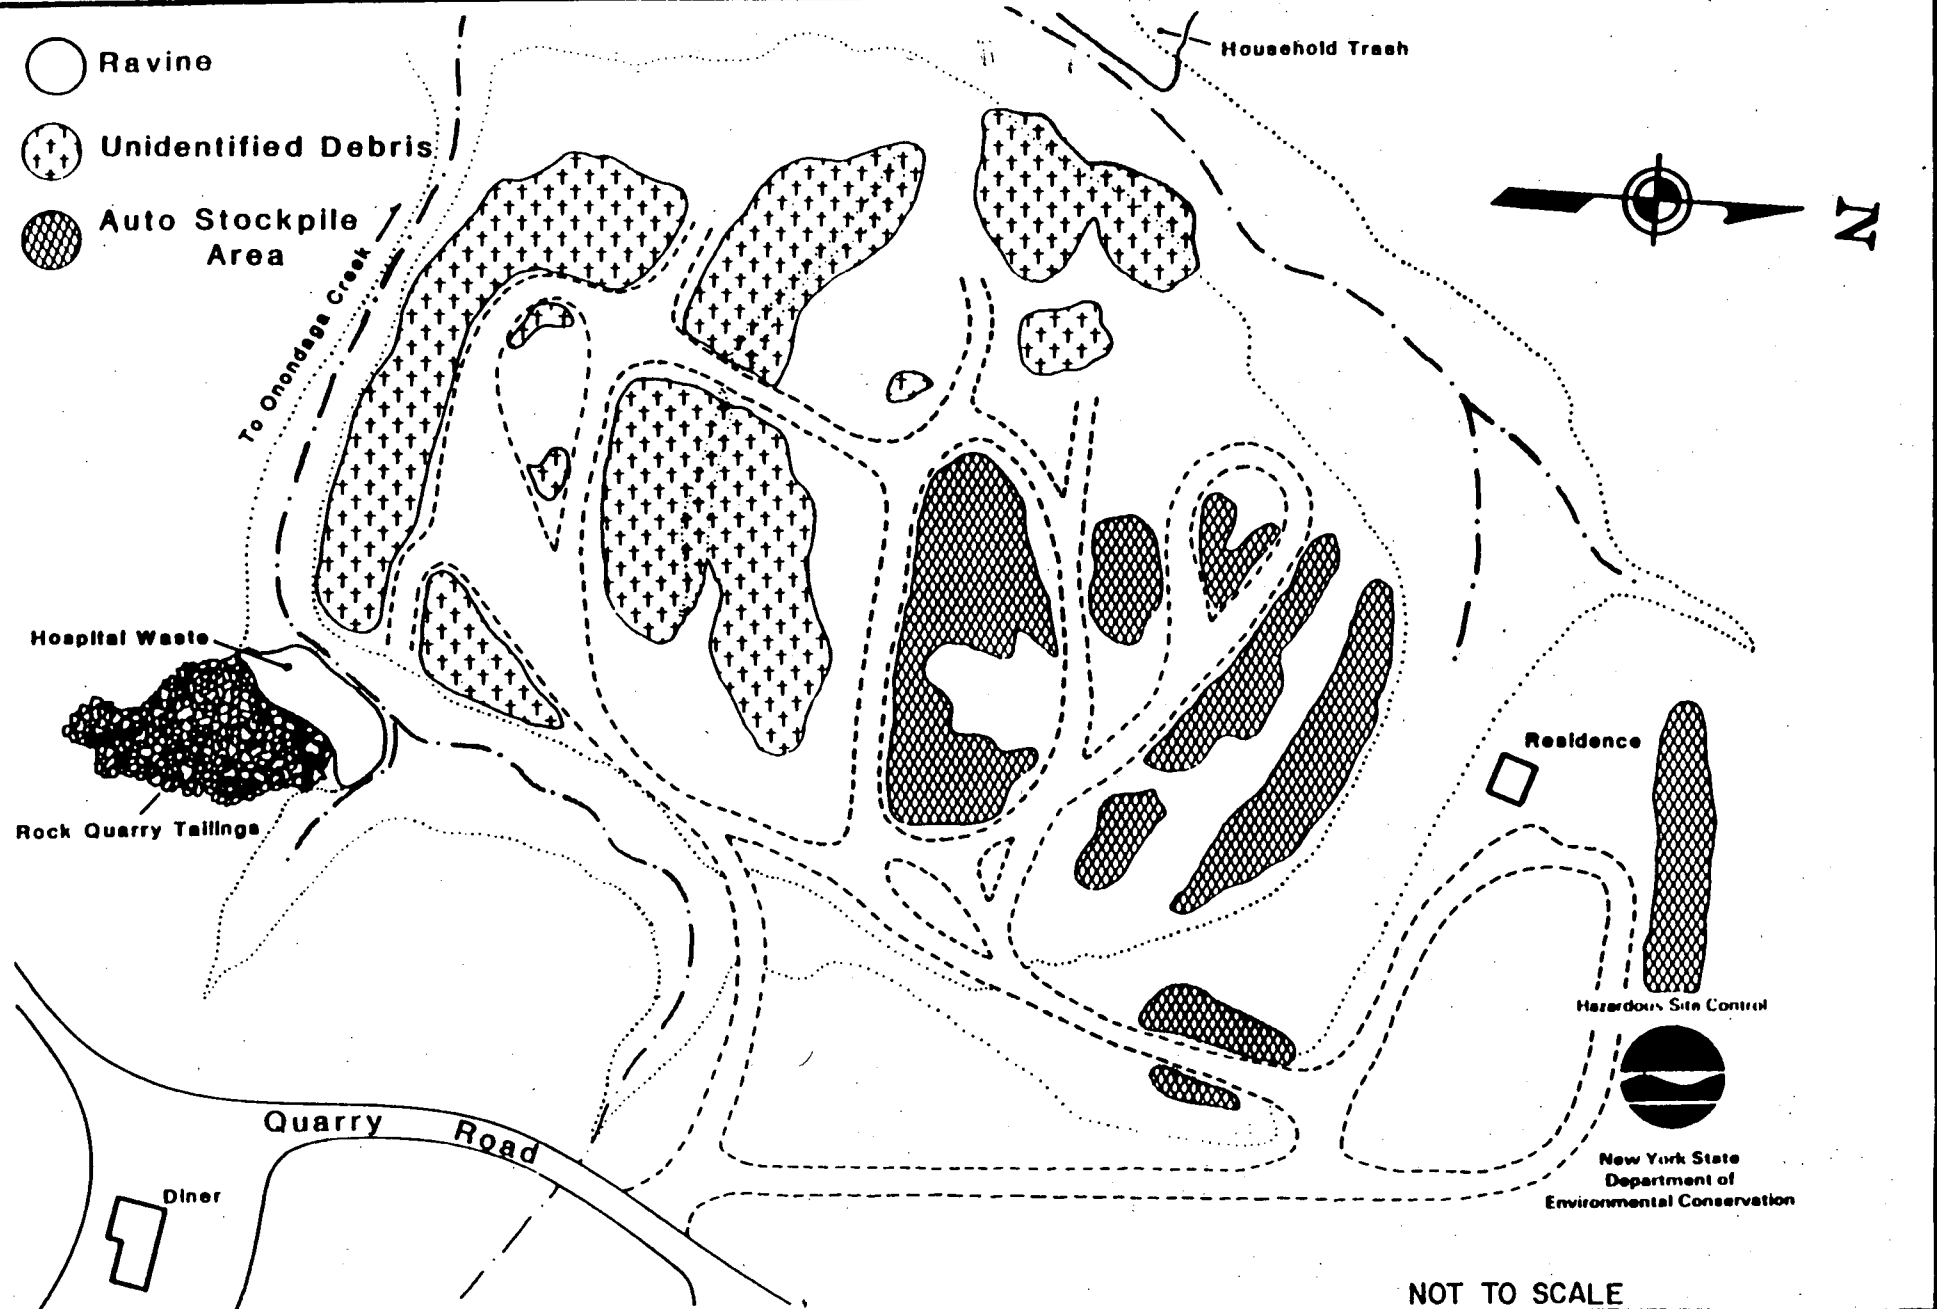 Ravine
Unidentified Debris
Auto Stockpile
Area
Household Trash
N
To Onondaga Creek
Hospital Waste
Rock Quarry Tailings
Residence
Hazardous Site Control
New York State
Department of
Environmental Conservation
Quarry Road
Diner
NOT TO SCALE